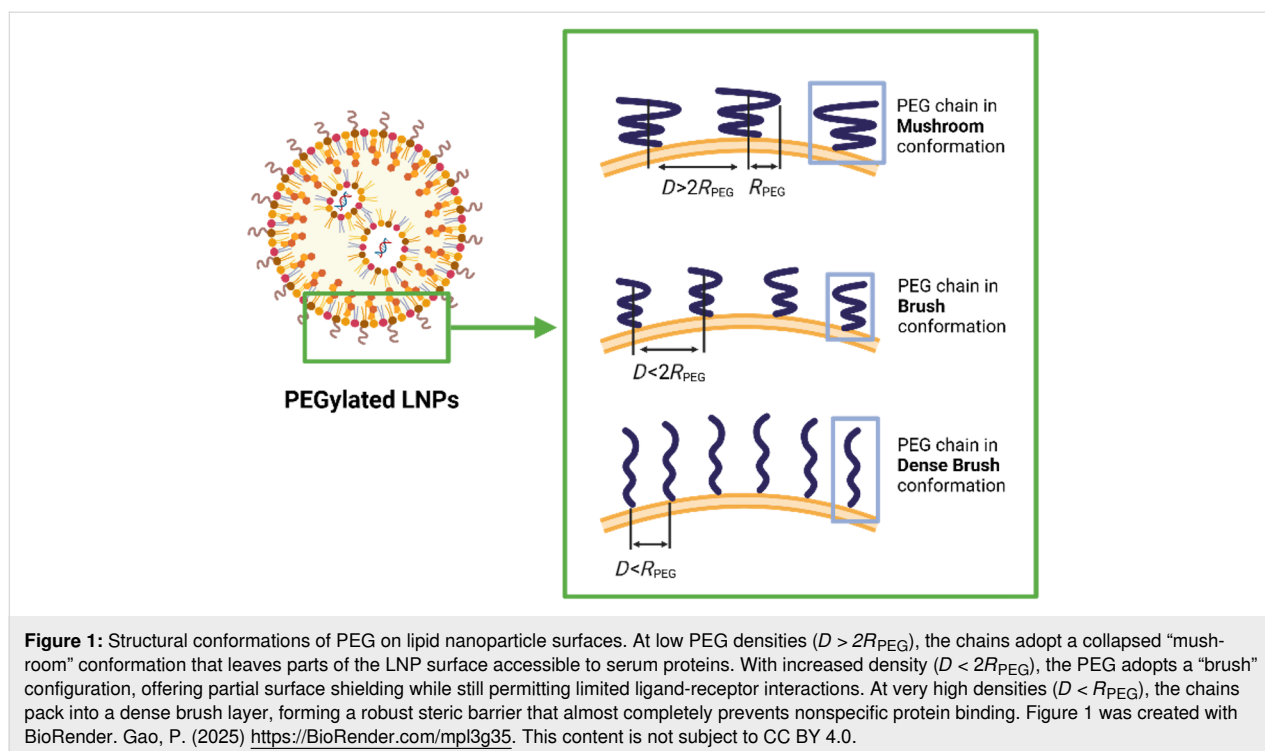 PEGylated LNPs
PEG chain in
Mushroom
conformation
D>2RPEG
RPEG
PEG chain in
Brush
conformation
D<2RPEG
PEG chain in
Dense Brush
conformation
D<RPEG
Figure 1: Structural conformations of PEG on lipid nanoparticle surfaces. At low PEG densities (D > 2RPEG), the chains adopt a collapsed “mush-
room” conformation that leaves parts of the LNP surface accessible to serum proteins. With increased density (D < 2RPEG), the PEG adopts a “brush”
configuration, offering partial surface shielding while still permitting limited ligand-receptor interactions. At very high densities (D < RPEG), the chains
pack into a dense brush layer, forming a robust steric barrier that almost completely prevents nonspecific protein binding. Figure 1 was created with
BioRender. Gao, P. (2025) https://BioRender.com/mpl3g35. This content is not subject to CC BY 4.0.